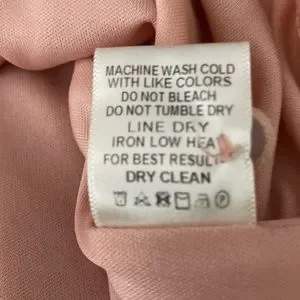 MACHINE WASH COLD
WITH LIKE COLORS
DO NOT BLEACH
DO NOT TUMBLE DRY
LINE DRY
IRON LOW HEAT
FOR BEST RESULT
DRY CLEAN